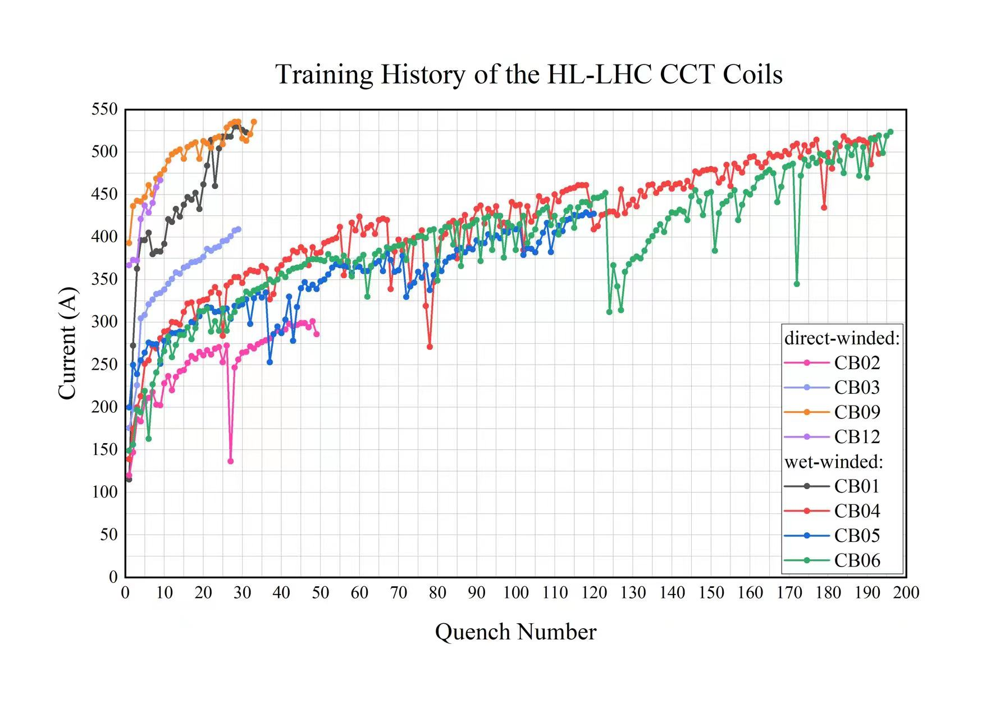 Training History of the HL-LHC CCT Coils
550
500
450
400
350
300
250
200
150
100
50
0
Current (A)
0 10 20 30 40 50 60 70 80 90 100 110 120 130 140 150 160 170 180 190 200
Quench Number
direct-winded:
CB02
CB03
CB09
CB12
wet-winded:
CB01
CB04
CB05
CB06